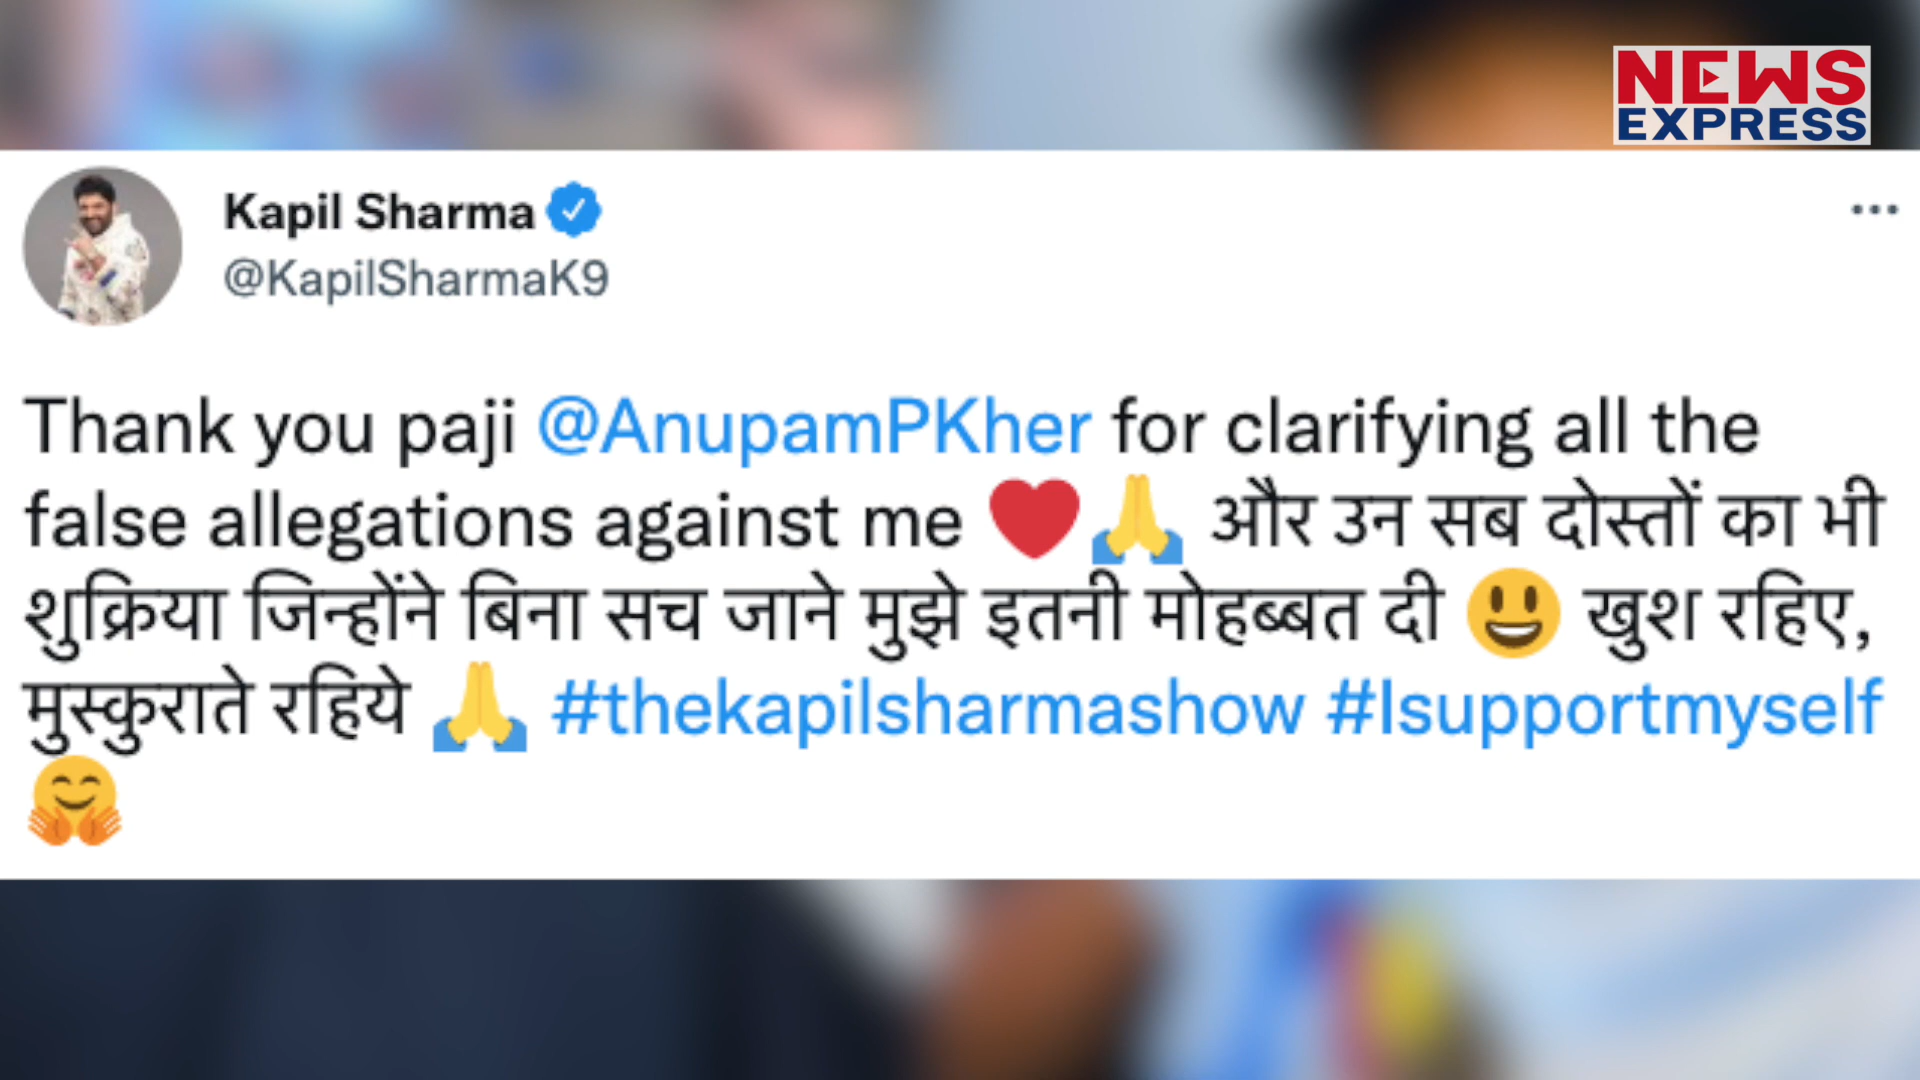 NEWS
EXPRESS
Kapil Sharma
@KapilSharmaK9
Thank you paji @AnupamPKher for clarifying all the
false allegations against me ❤️🙏 और उन सब दोस्तों का भी
शुक्रिया जिन्होंने बिना सच जाने मुझे इतनी मोहब्बत दी 😃 खुश रहिए,
मुस्कुराते रहिये 🙏 #thekapilsharmashow #Isupportmyself
🤗